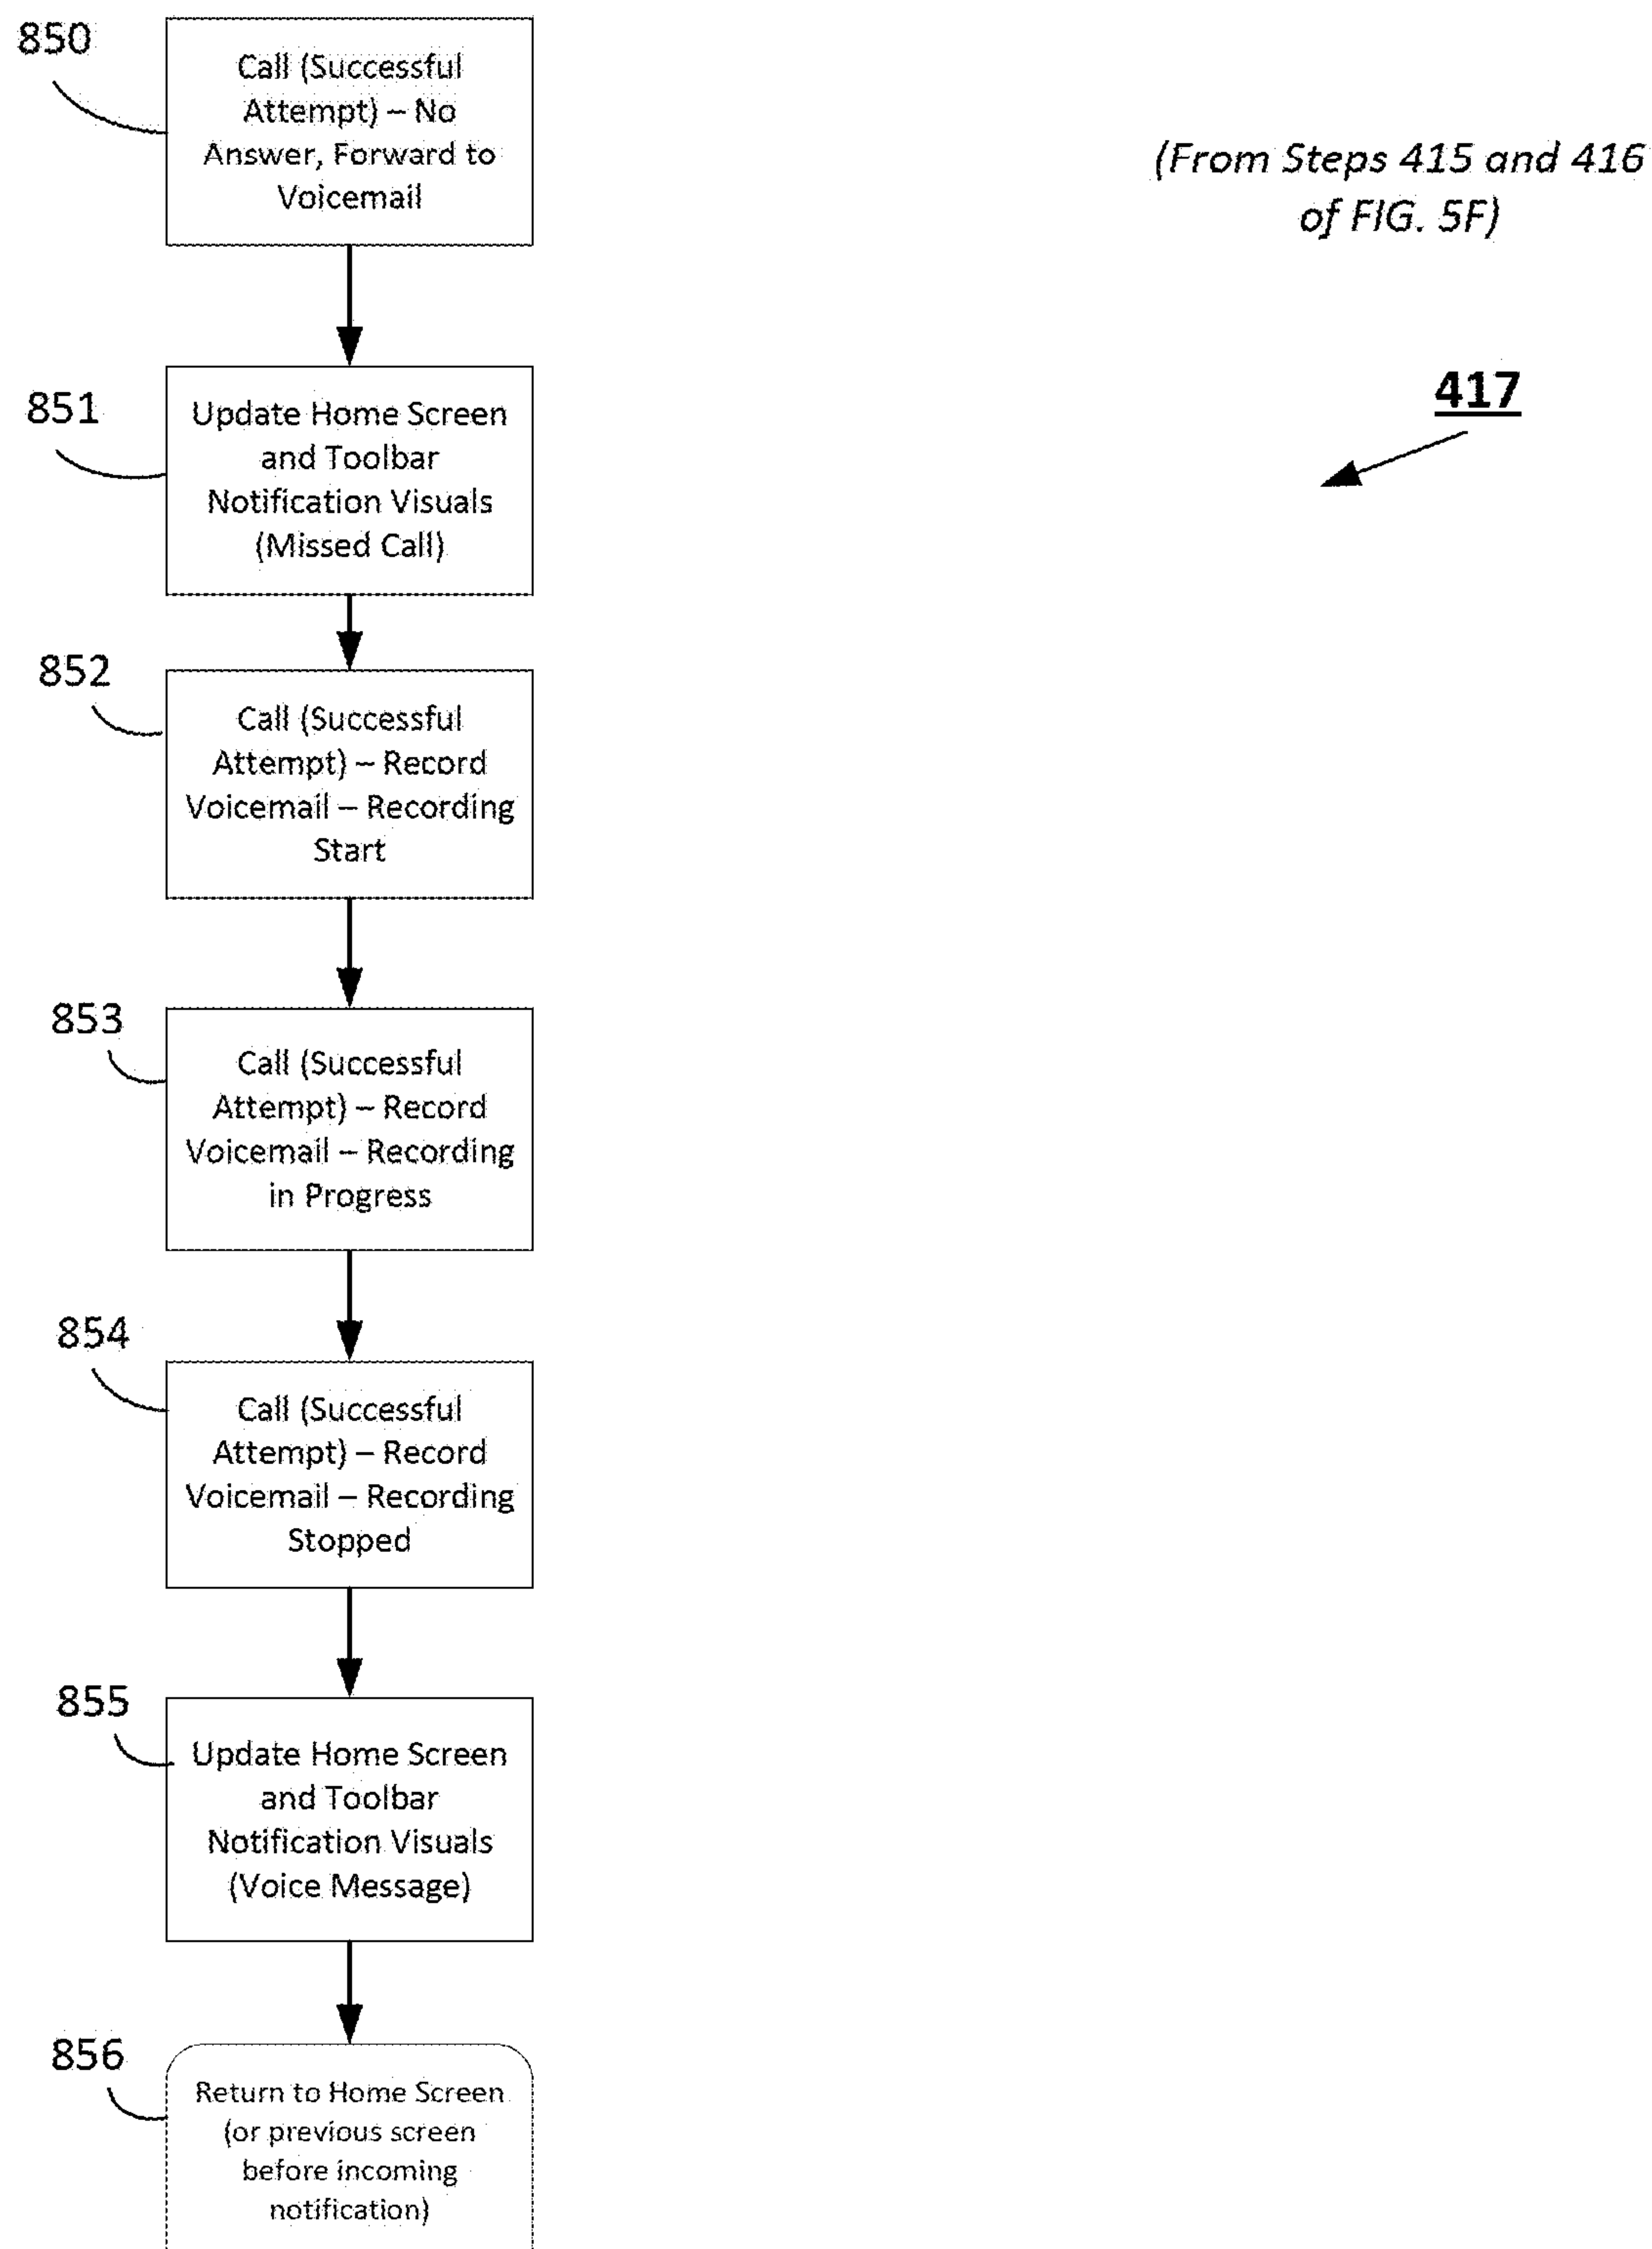 850
Call (Successful
Attempt) – No
Answer, Forward to
Voicemail
(From Steps 415 and 416
of FIG. 5F)
417
851
Update Home Screen
and Toolbar
Notification Visuals
(Missed Call)
852
Call (Successful
Attempt) – Record
Voicemail – Recording
Start
853
Call (Successful
Attempt) – Record
Voicemail – Recording
in Progress
854
Call (Successful
Attempt) – Record
Voicemail – Recording
Stopped
855
Update Home Screen
and Toolbar
Notification Visuals
(Voice Message)
856
Return to Home Screen
(or previous screen
before incoming
notification)